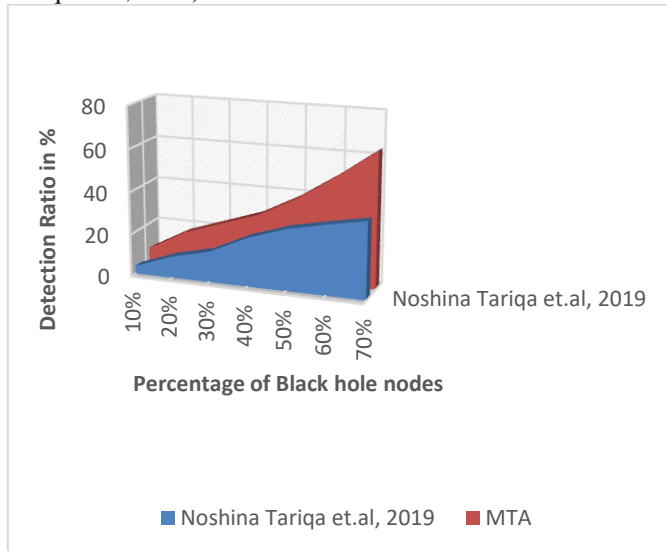 80
60
40
20
0
Detection Ratio in %
10%
20%
30%
40%
50%
60%
70%
Noshina Tariqa et.al, 2019
Percentage of Black hole nodes
Noshina Tariqa et.al, 2019
MTA